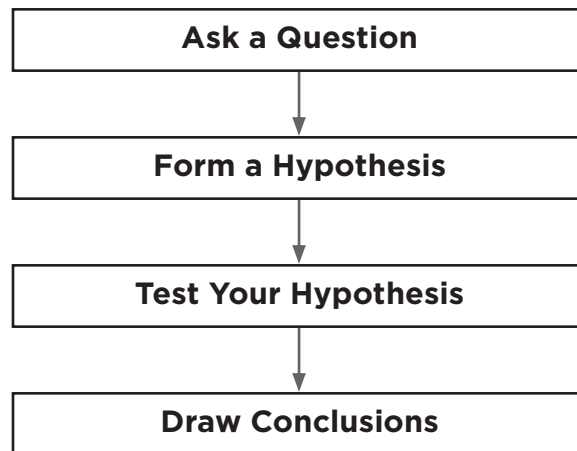 Ask a Question
Form a Hypothesis
Test Your Hypothesis
Draw Conclusions